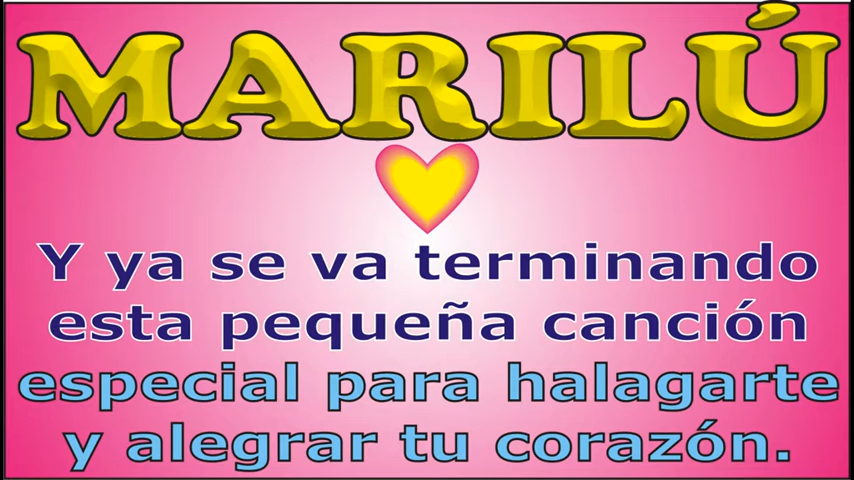 MARILÚ
Y ya se va terminando
esta pequeña canción
especial para halagarte
y alegrar tu corazón.